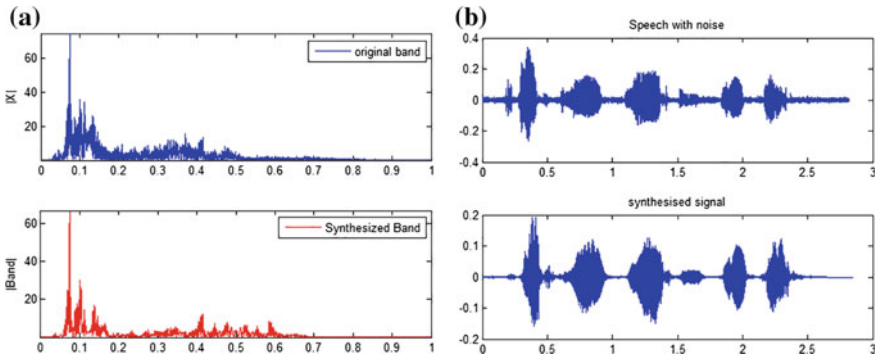 (a)
original band
|X|
60
40
20
0 0.1 0.2 0.3 0.4 0.5 0.6 0.7 0.8 0.9 1
Synthesized Band
|Band|
60
40
20
0 0.1 0.2 0.3 0.4 0.5 0.6 0.7 0.8 0.9 1
(b)
Speech with noise
0.4
0.2
0
-0.2
-0.4
0 0.5 1 1.5 2 2.5 3
synthesised signal
0.2
0.1
0
-0.1
-0.2
0 0.5 1 1.5 2 2.5 3